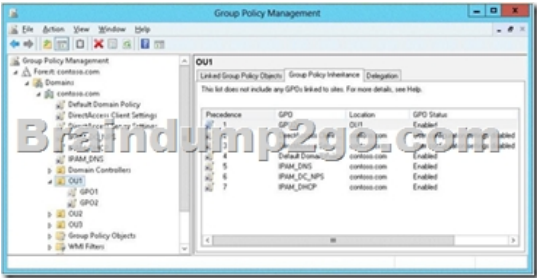 Group Policy Management
File Action View Window Help
Group Policy Management
Forest: contoso.com
Domains
contoso.com
Default Domain Policy
DirectAccess Client Settings
IPAM_DNS
Domain Controllers
OU1
GPO1
GPO2
OU2
OU3
Group Policy Objects
WMI Filters
OU1
Linked Group Policy Objects Group Policy Inheritance Delegation
This list does not include any GPOs linked to sites. For more details, see Help.
Precedence GPO Location GPO Status
1 OU1 Enabled
Braindump2go.com
4 Default Domain contoso.com Enabled
5 IPAM_DNS contoso.com Enabled
6 IPAM_DC_NPS contoso.com Enabled
7 IPAM_DHCP contoso.com Enabled